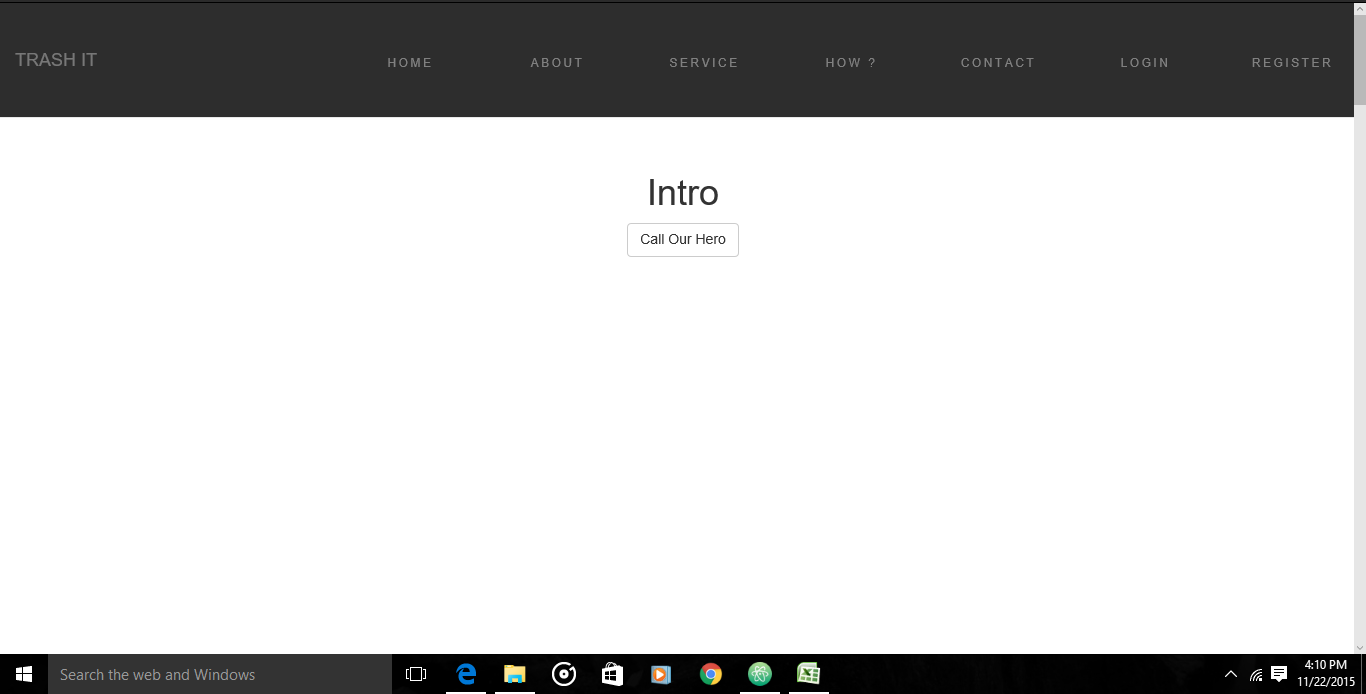 TRASH IT HOME ABOUT SERVICE HOW ? CONTACT LOGIN REGISTER
Intro
Call Our Hero
Search the web and Windows
4:10 PM
11/22/2015